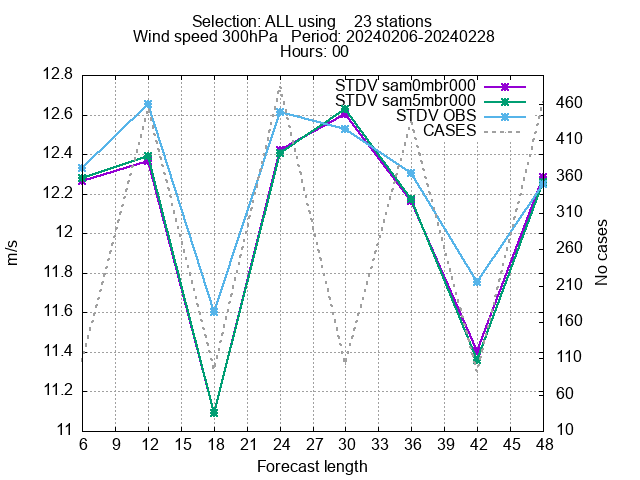 Selection: ALL using    23 stations
Wind speed 300hPa   Period: 20240206-20240228
Hours: 00
STDV sam0mbr000
STDV sam5mbr000
STDV OBS
CASES
12.8
12.6
12.4
12.2
12
11.8
11.6
11.4
11.2
11
m/s
460
410
360
310
260
210
160
110
60
10
No cases
6 9 12 15 18 21 24 27 30 33 36 39 42 45 48
Forecast length